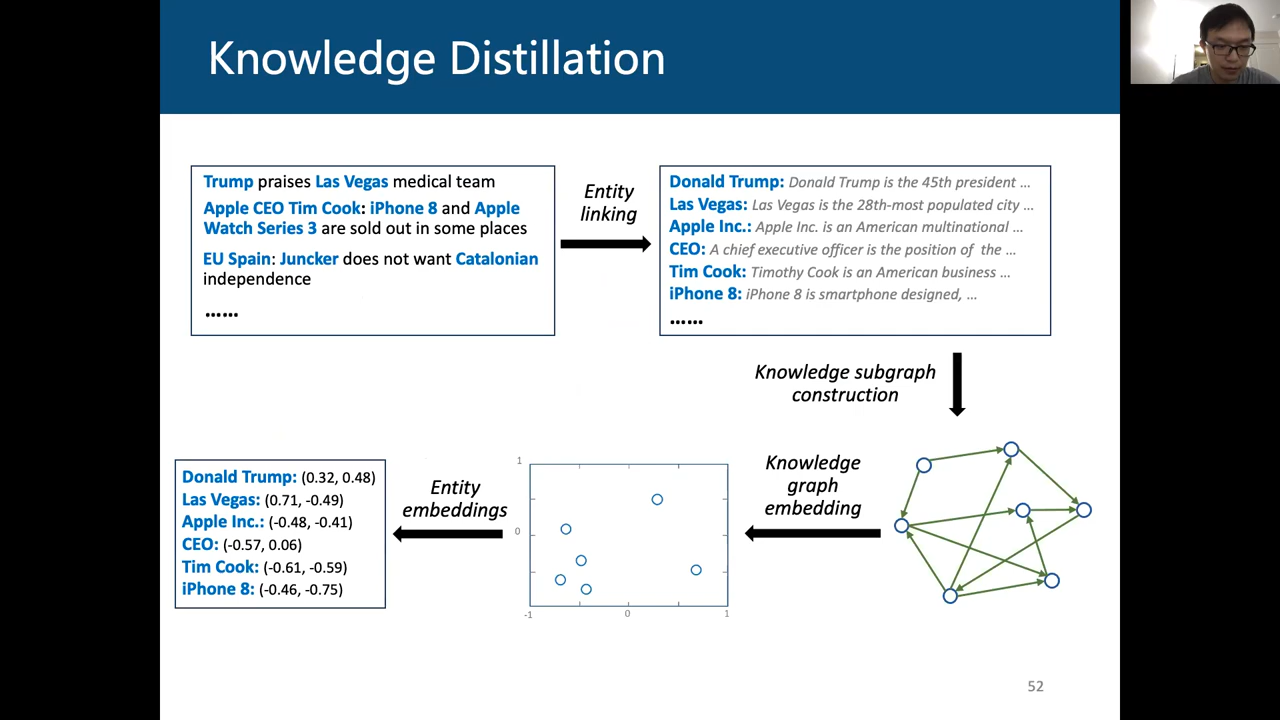 Knowledge Distillation
Trump praises Las Vegas medical team
Apple CEO Tim Cook: iPhone 8 and Apple
Watch Series 3 are sold out in some places
EU Spain: Juncker does not want Catalonian
independence
......
Entity
linking
Donald Trump: Donald Trump is the 45th president ...
Las Vegas: Las Vegas is the 28th-most populated city ...
Apple Inc.: Apple Inc. is an American multinational ...
CEO: A chief executive officer is the position of the ...
Tim Cook: Timothy Cook is an American business ...
iPhone 8: iPhone 8 is smartphone designed, ...
......
Knowledge subgraph
construction
Knowledge
graph
embedding
1
0
-1
0
1
Entity
embeddings
Donald Trump: (0.32, 0.48)
Las Vegas: (0.71, -0.49)
Apple Inc.: (-0.48, -0.41)
CEO: (-0.57, 0.06)
Tim Cook: (-0.61, -0.59)
iPhone 8: (-0.46, -0.75)
52